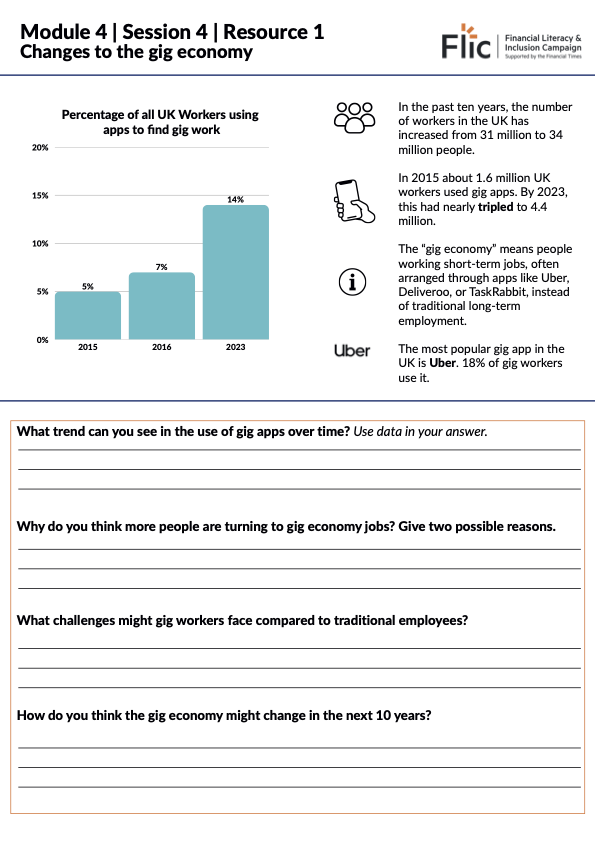 Module 4 | Session 4 | Resource 1
Changes to the gig economy
Flic
Financial Literacy &
Inclusion Campaign
Supported by the Financial Times
Percentage of all UK Workers using
apps to find gig work
20%
15%
10%
5%
0%
5%
7%
14%
2015
2016
2023
In the past ten years, the number
of workers in the UK has
increased from 31 million to 34
million people.
In 2015 about 1.6 million UK
workers used gig apps. By 2023,
this had nearly tripled to 4.4
million.
The “gig economy” means people
working short-term jobs, often
arranged through apps like Uber,
Deliveroo, or TaskRabbit, instead
of traditional long-term
employment.
Uber
The most popular gig app in the
UK is Uber. 18% of gig workers
use it.
What trend can you see in the use of gig apps over time? Use data in your answer.
Why do you think more people are turning to gig economy jobs? Give two possible reasons.
What challenges might gig workers face compared to traditional employees?
How do you think the gig economy might change in the next 10 years?